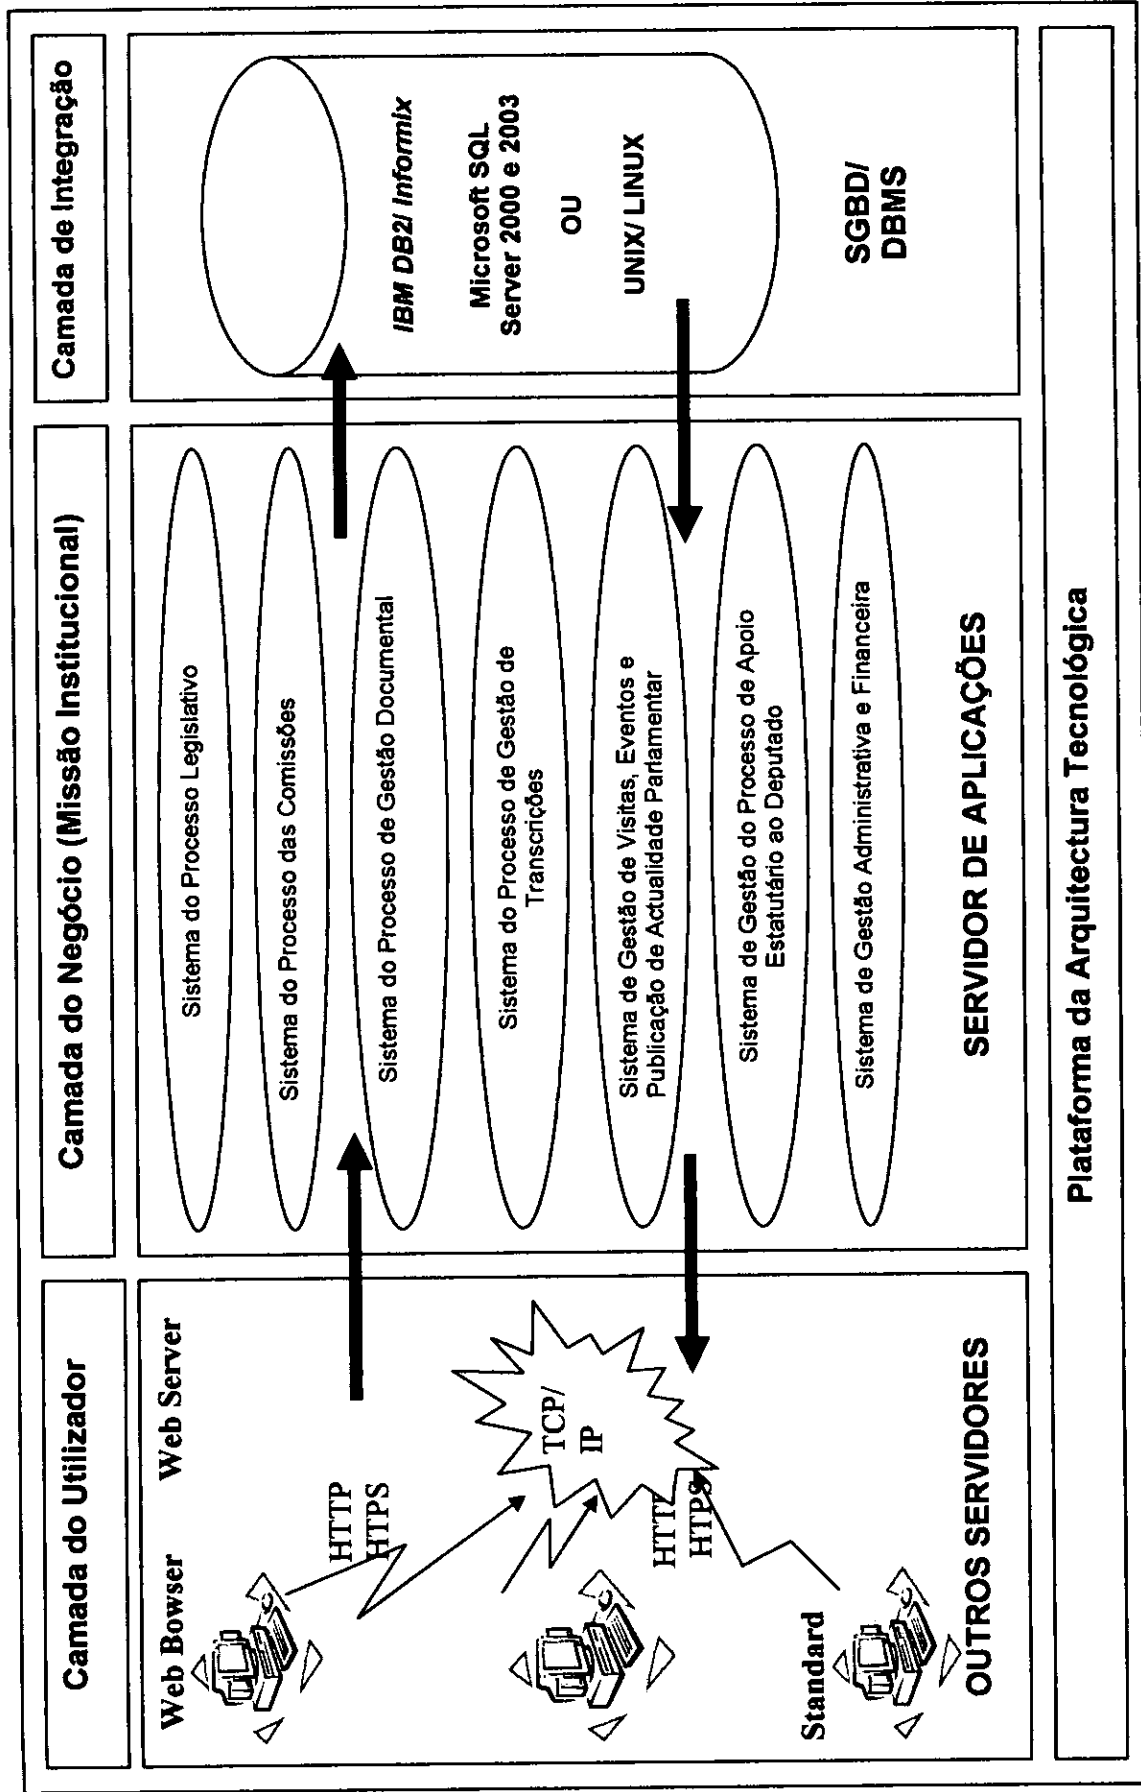 Camada do Utilizador
Camada do Negócio (Missão Institucional)
Camada de Integração
Web Bowser
Web Server
HTTP
HTPS
TCP/
IP
HTTP
HTPS
Standard
OUTROS SERVIDORES
Sistema do Processo Legislativo
Sistema do Processo das Comissões
Sistema do Processo de Gestão Documental
Sistema do Processo de Gestão de
Transcrições
Sistema de Gestão de Visitas, Eventos e
Publicação de Actualidade Parlamentar
Sistema de Gestão do Processo de Apoio
Estatutário ao Deputado
Sistema de Gestão Administrativa e Financeira
SERVIDOR DE APLICAÇÕES
IBM DB2/ Informix
Microsoft SQL
Server 2000 e 2003
OU
UNIX/ LINUX
SGBD/
DBMS
Plataforma da Arquitectura Tecnológica